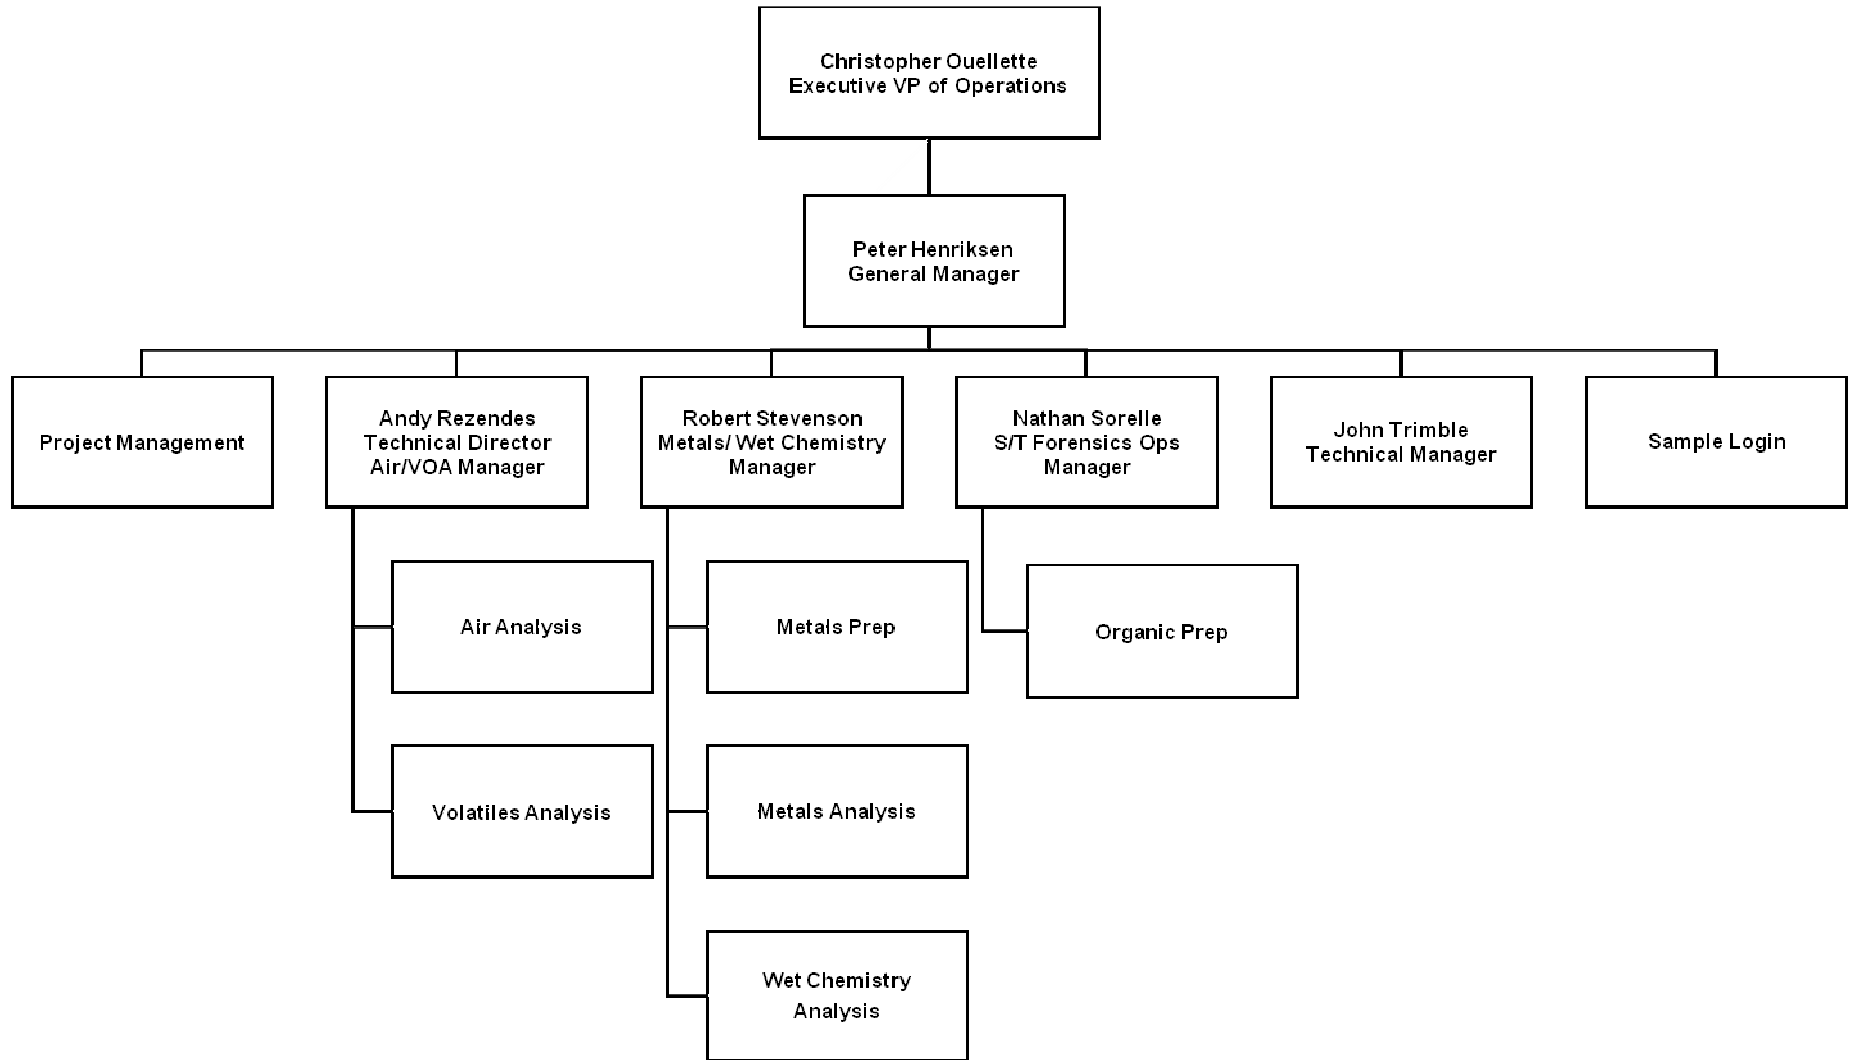 Christopher Ouellette
Executive VP of Operations
Peter Henriksen
General Manager
Project Management
Andy Rezendes
Technical Director
Air/VOA Manager
Robert Stevenson
Metals/ Wet Chemistry
Manager
Nathan Sorelle
S/T Forensics Ops
Manager
John Trimble
Technical Manager
Sample Login
Air Analysis
Volatiles Analysis
Metals Prep
Metals Analysis
Wet Chemistry
Analysis
Organic Prep